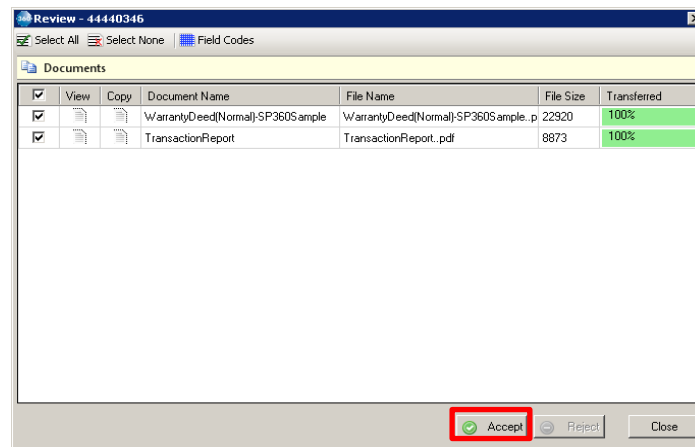 360 Review - 44440346
Select All Select None Field Codes
Documents
View Copy Document Name File Name File Size Transferred
WarrantyDeed(Normal)-SP360Sample WarrantyDeed(Normal)-SP360Sample..p 22920 100%
TransactionReport TransactionReport..pdf 8873 100%
Accept Reject Close